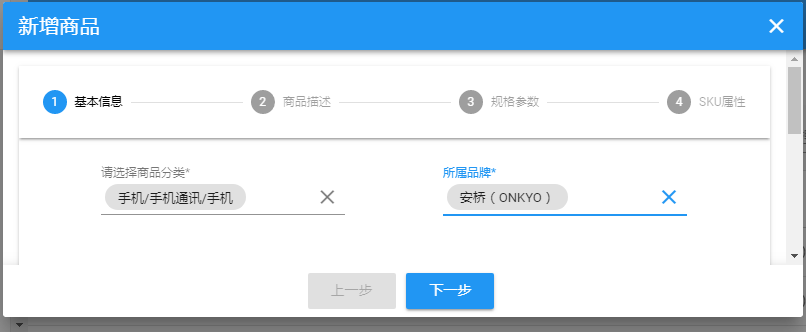 新增商品
1 基本信息 2 商品描述 3 规格参数 4 SKU属性
请选择商品分类* 所属品牌*
手机/手机通讯/手机 安桥（ONKYO）
上一步 下一步